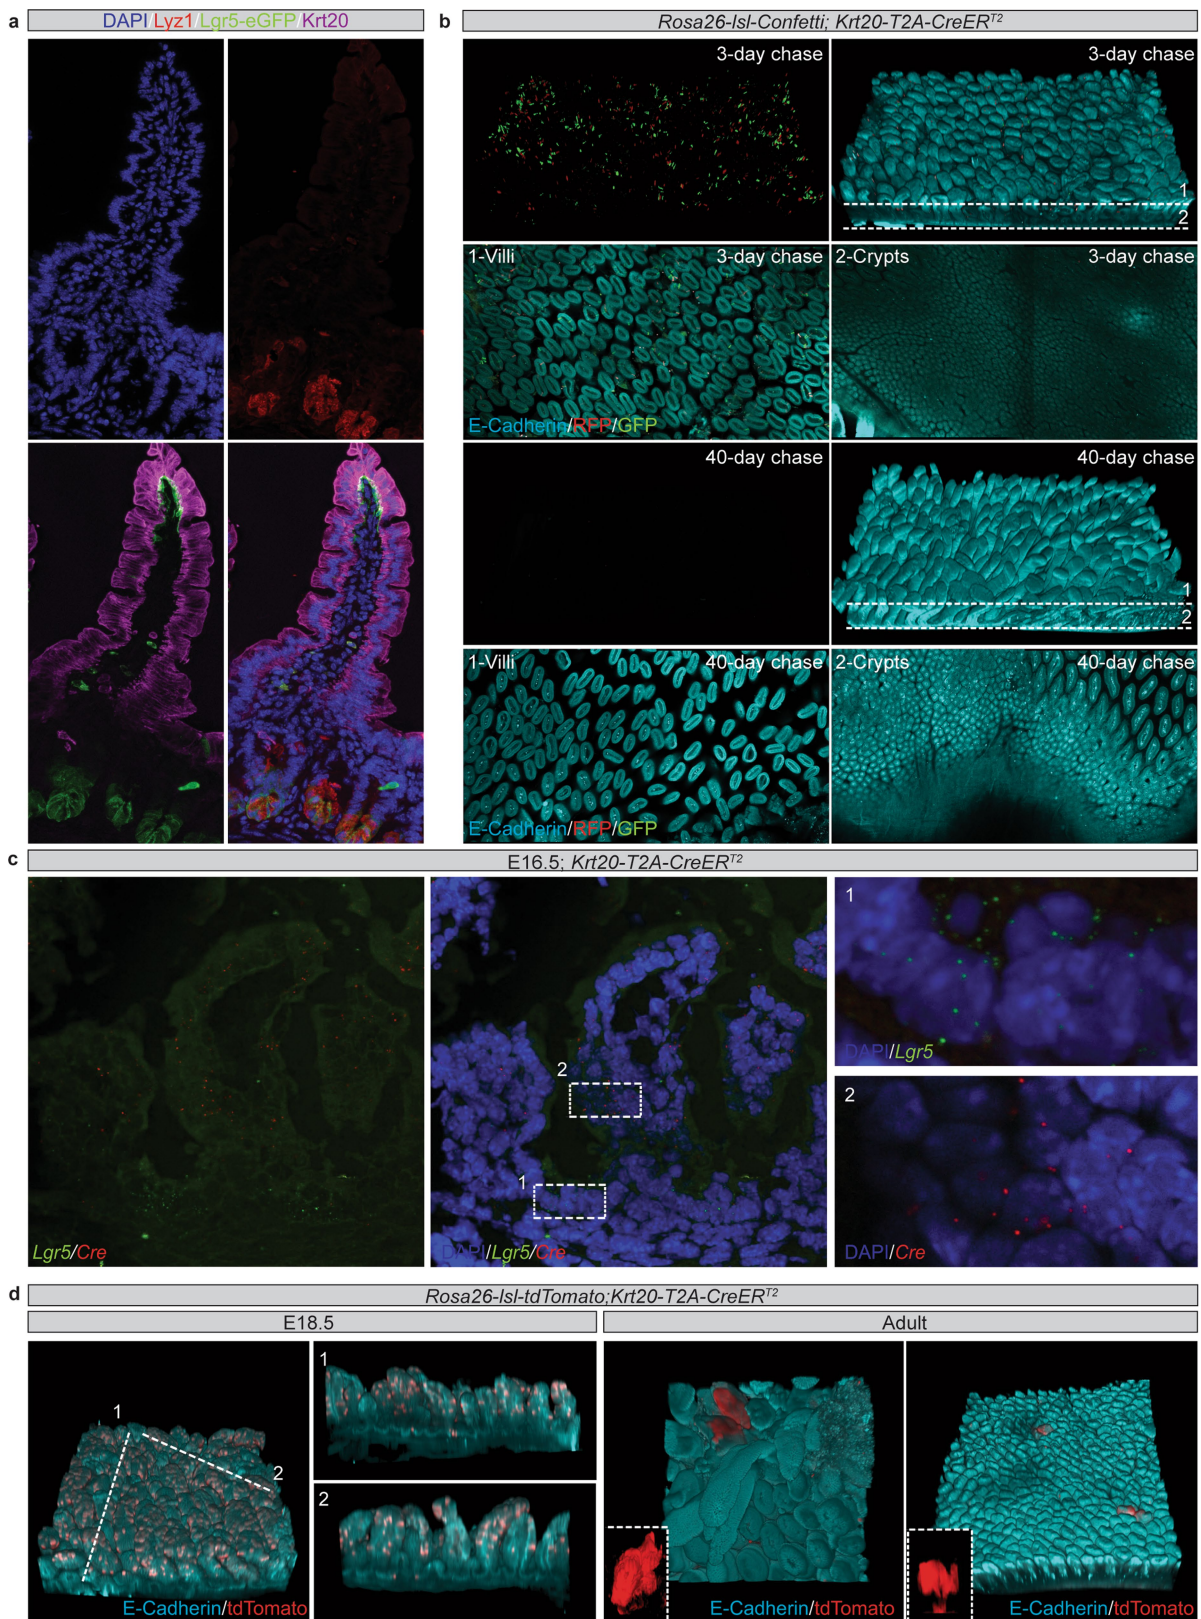 a
DAPI/Lyz1/Lgr5-eGFP/Krt20
b
Rosa26-lsl-Confetti; Krt20-T2A-CreERT2
3-day chase
3-day chase
1
2
1-Villi
3-day chase
E-Cadherin/RFP/GFP
2-Crypts
3-day chase
40-day chase
40-day chase
1
2
1-Villi
40-day chase
E-Cadherin/RFP/GFP
2-Crypts
40-day chase
c
E16.5; Krt20-T2A-CreERT2
Lgr5/Cre
2
1
DAPI/Lgr5/Cre
1
DAPI/Lgr5
2
DAPI/Cre
d
Rosa26-lsl-tdTomato;Krt20-T2A-CreERT2
E18.5
Adult
1
2
E-Cadherin/tdTomato
1
2
E-Cadherin/tdTomato
E-Cadherin/tdTomato